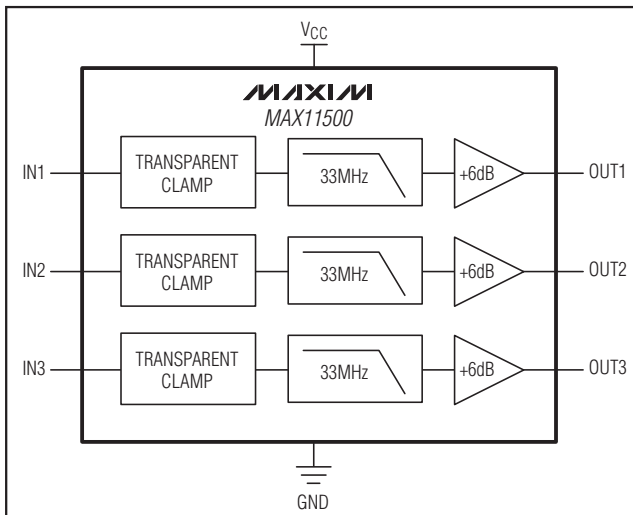 VCC
MAXIM
MAX11500
IN1
TRANSPARENT
CLAMP
33MHz
+6dB
OUT1
IN2
TRANSPARENT
CLAMP
33MHz
+6dB
OUT2
IN3
TRANSPARENT
CLAMP
33MHz
+6dB
OUT3
GND